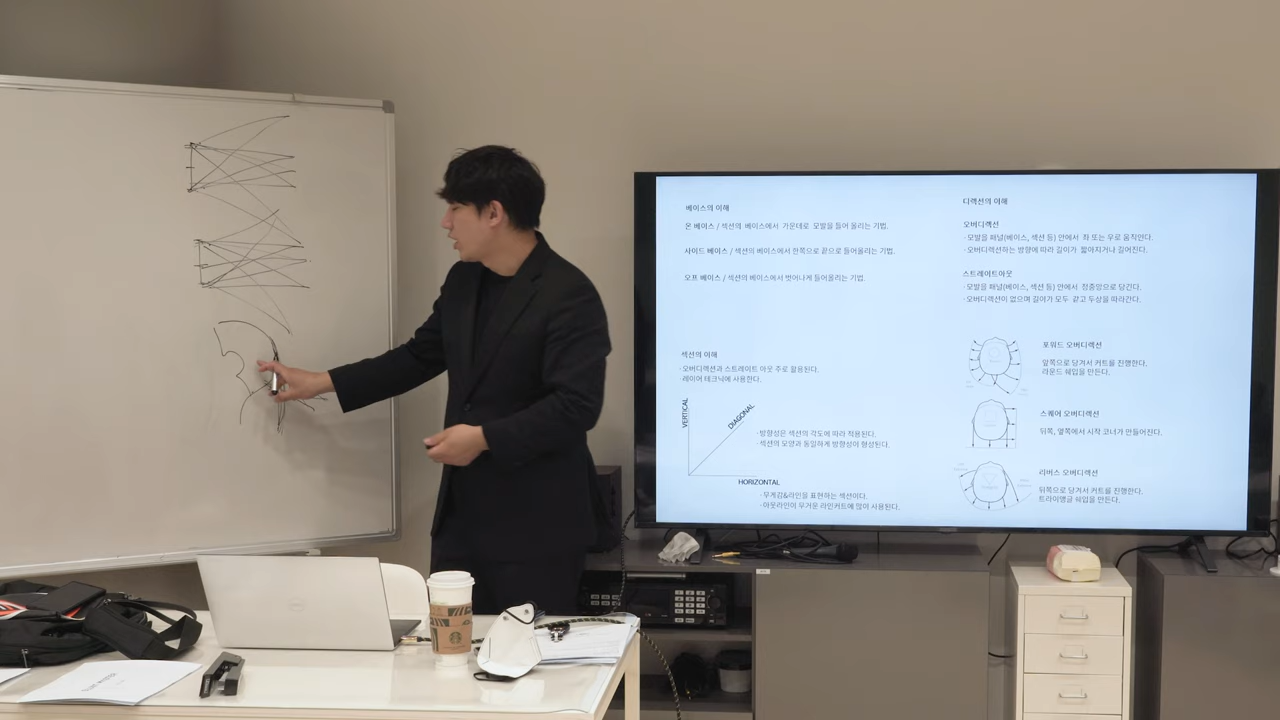 베이스의 이해
온 베이스 / 섹션의 베이스에서 가운데로 모발을 들어 올리는 기법.
사이드 베이스 / 섹션의 베이스에서 한쪽으로 끝으로 들어올리는 기법.
오프 베이스 / 섹션의 베이스에서 벗어나게 들어올리는 기법.
섹션의 이해
·오버디렉션과 스트레이트 아웃 주로 활용된다.
·레이어 테크닉에 사용한다.
VERTICAL
DIAGONAL
·방향성은 섹션의 각도에 따라 적용된다.
·섹션의 모양과 동일하게 방향성이 형성된다.
HORIZONTAL
·무게감&라인을 표현하는 섹션이다.
·아웃라인이 무거운 라인커트에 많이 사용된다.
디렉션의 이해
오버디렉션
·모발을 패널(베이스, 섹션 등) 안에서 좌 또는 우로 움직인다.
·오버디렉션하는 방향에 따라 길이가 짧아지거나 길어진다.
스트레이트아웃
·모발을 패널(베이스, 섹션 등) 안에서 정중앙으로 당긴다.
·오버디렉션이 없으며 길이가 모두 같고 두상을 따라간다.
포워드 오버디렉션
앞쪽으로 당겨서 커트를 진행한다.
라운드 쉐입을 만든다.
스퀘어 오버디렉션
뒤쪽, 옆쪽에서 시작 코너가 만들어진다.
리버스 오버디렉션
뒤쪽으로 당겨서 커트를 진행한다.
트라이앵글 쉐입을 만든다.